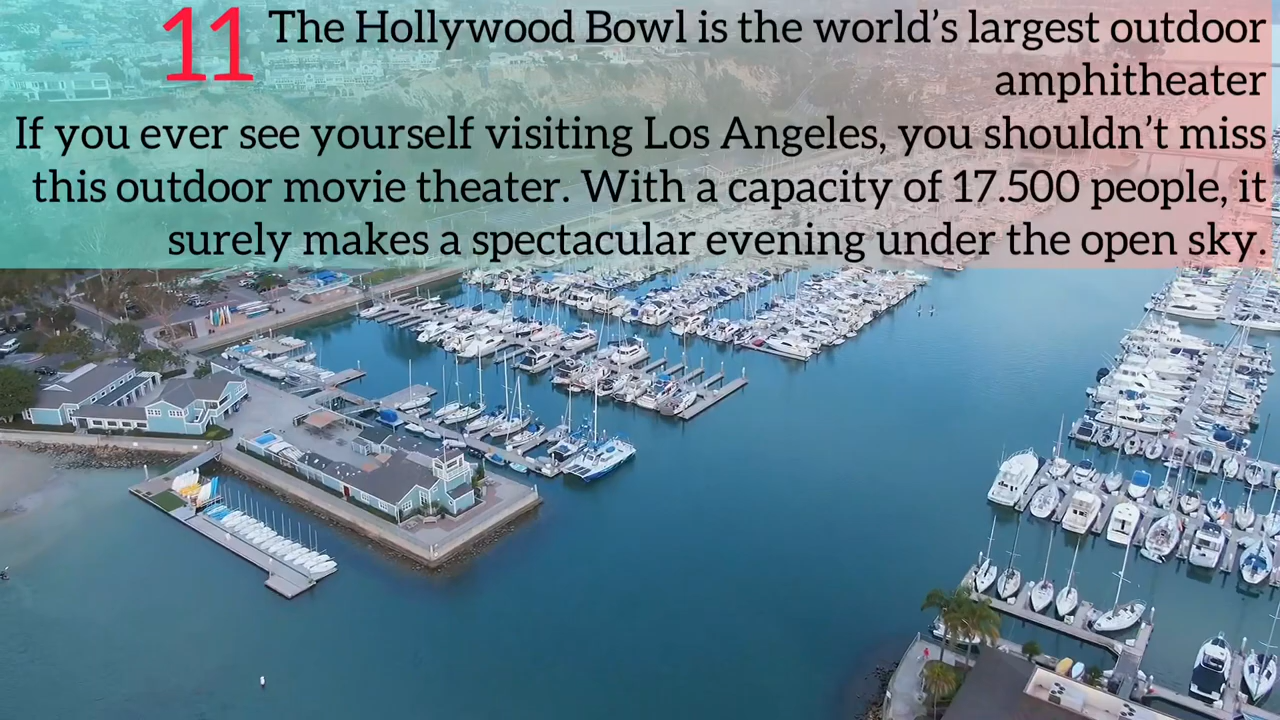 11 The Hollywood Bowl is the world’s largest outdoor
amphitheater
If you ever see yourself visiting Los Angeles, you shouldn’t miss
this outdoor movie theater. With a capacity of 17.500 people, it
surely makes a spectacular evening under the open sky.